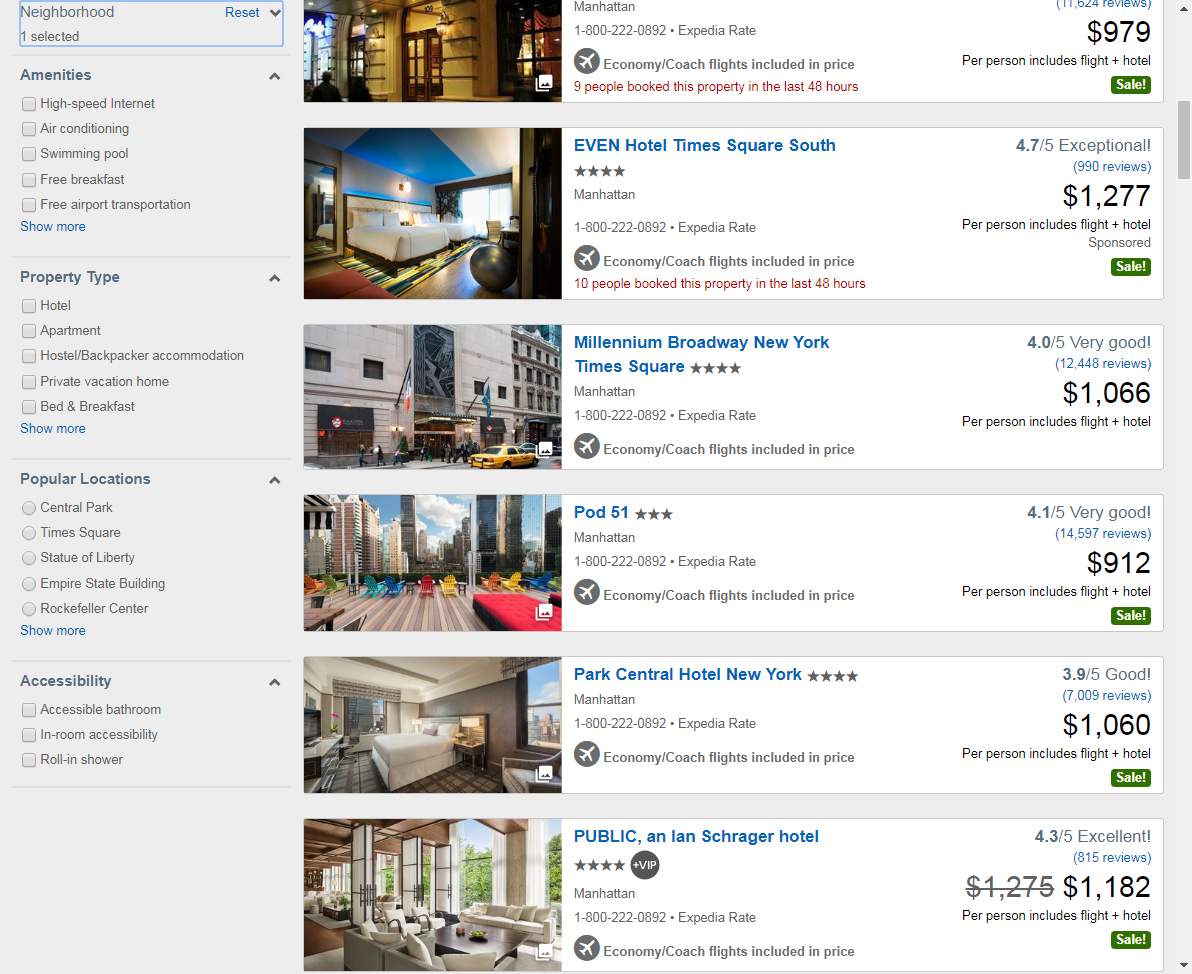 Neighborhood
Reset
1 selected
Amenities
High-speed Internet
Air conditioning
Swimming pool
Free breakfast
Free airport transportation
Show more
Property Type
Hotel
Apartment
Hostel/Backpacker accommodation
Private vacation home
Bed & Breakfast
Show more
Popular Locations
Central Park
Times Square
Statue of Liberty
Empire State Building
Rockefeller Center
Show more
Accessibility
Accessible bathroom
In-room accessibility
Roll-in shower
Manhattan
1-800-222-0892 • Expedia Rate
Economy/Coach flights included in price
9 people booked this property in the last 48 hours
(11,624 reviews)
$979
Per person includes flight + hotel
Sale!
EVEN Hotel Times Square South
Manhattan
1-800-222-0892 • Expedia Rate
Economy/Coach flights included in price
10 people booked this property in the last 48 hours
4.7/5 Exceptional!
(990 reviews)
$1,277
Per person includes flight + hotel
Sponsored
Sale!
Millennium Broadway New York
Times Square
Manhattan
1-800-222-0892 • Expedia Rate
Economy/Coach flights included in price
4.0/5 Very good!
(12,448 reviews)
$1,066
Per person includes flight + hotel
Pod 51
Manhattan
1-800-222-0892 • Expedia Rate
Economy/Coach flights included in price
4.1/5 Very good!
(14,597 reviews)
$912
Per person includes flight + hotel
Sale!
Park Central Hotel New York
Manhattan
1-800-222-0892 • Expedia Rate
Economy/Coach flights included in price
3.9/5 Good!
(7,009 reviews)
$1,060
Per person includes flight + hotel
Sale!
PUBLIC, an Ian Schrager hotel
+VIP
Manhattan
1-800-222-0892 • Expedia Rate
Economy/Coach flights included in price
4.3/5 Excellent!
(815 reviews)
$1,275 $1,182
Per person includes flight + hotel
Sale!